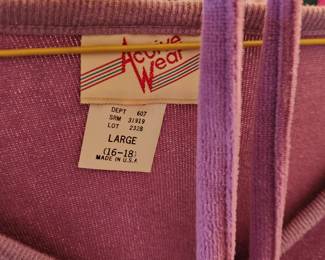 Active
Wear
DEPT 607
SRM 31919
LOT 2328
LARGE
(16-18)
MADE IN U.S.A